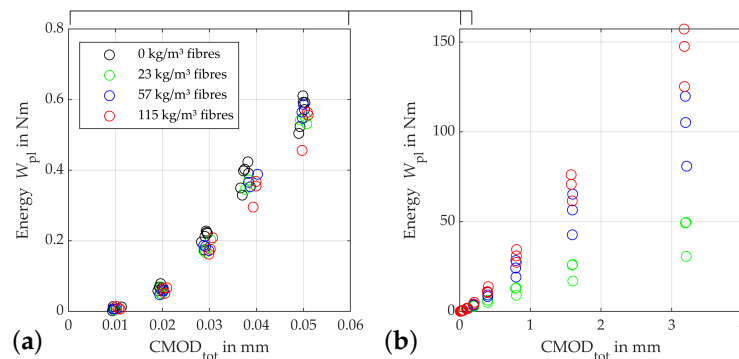 0.8
0.6
0.4
0.2
0
0 0.01 0.02 0.03 0.04 0.05 0.06
Energy W_pl in Nm
CMOD_tot in mm
0 kg/m³ fibres
23 kg/m³ fibres
57 kg/m³ fibres
115 kg/m³ fibres
(a)
150
100
50
0
0 1 2 3 4
Energy W_pl in Nm
CMOD_tot in mm
(b)